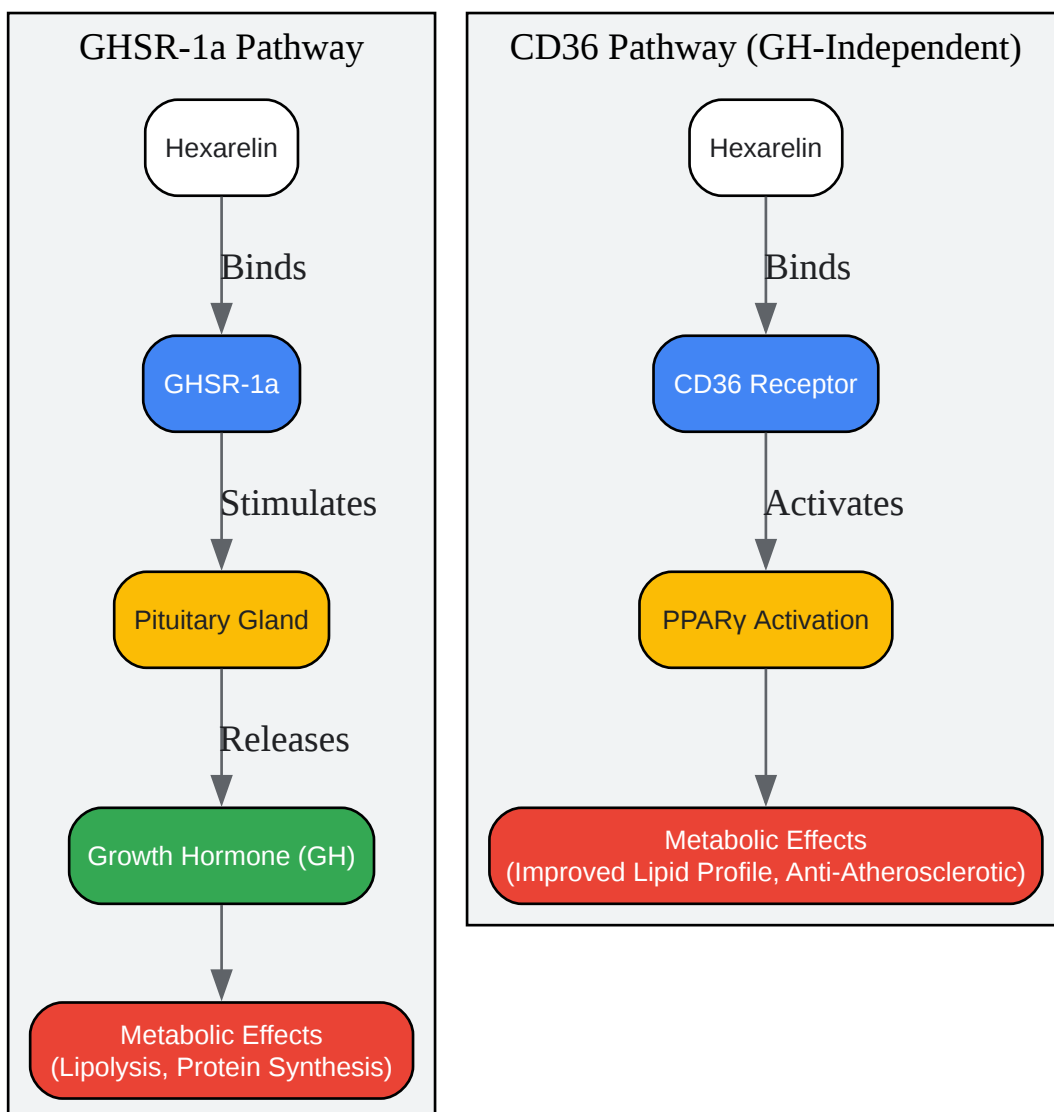 GHSR-1a Pathway
Hexarelin
Binds
GHSR-1a
Stimulates
Pituitary Gland
Releases
Growth Hormone (GH)
Metabolic Effects
(Lipolysis, Protein Synthesis)
CD36 Pathway (GH-Independent)
Hexarelin
Binds
CD36 Receptor
Activates
PPARγ Activation
Metabolic Effects
(Improved Lipid Profile, Anti-Atherosclerotic)